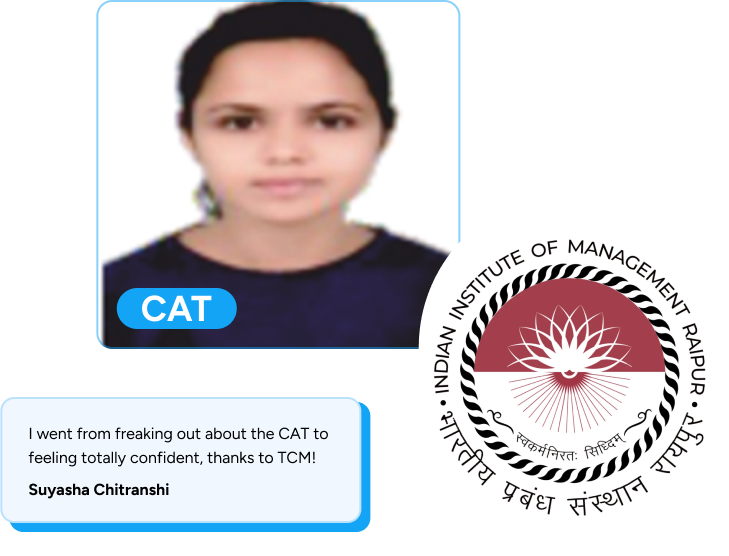 CAT
INDIAN INSTITUTE OF MANAGEMENT RAIPUR
भारतीय प्रबंध संस्थान रायपुर
स्वकर्मनिरतः सिध्दिम्
I went from freaking out about the CAT to
feeling totally confident, thanks to TCM!
Suyasha Chitranshi